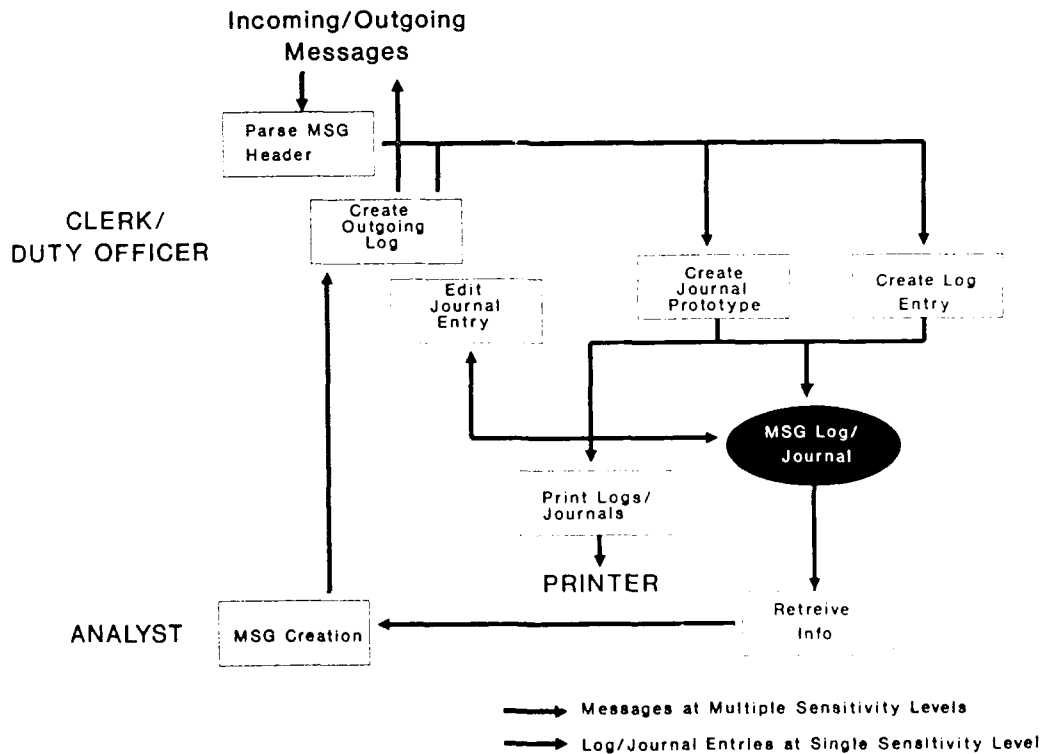 Incoming/Outgoing
Messages
Parse MSG
Header
CLERK/
DUTY OFFICER
Create
Outgoing
Log
Edit
Journal
Entry
Create
Journal
Prototype
Create Log
Entry
MSG Log/
Journal
Print Logs/
Journals
PRINTER
ANALYST
MSG Creation
Retreive
Info
Messages at Multiple Sensitivity Levels
Log/Journal Entries at Single Sensitivity Level